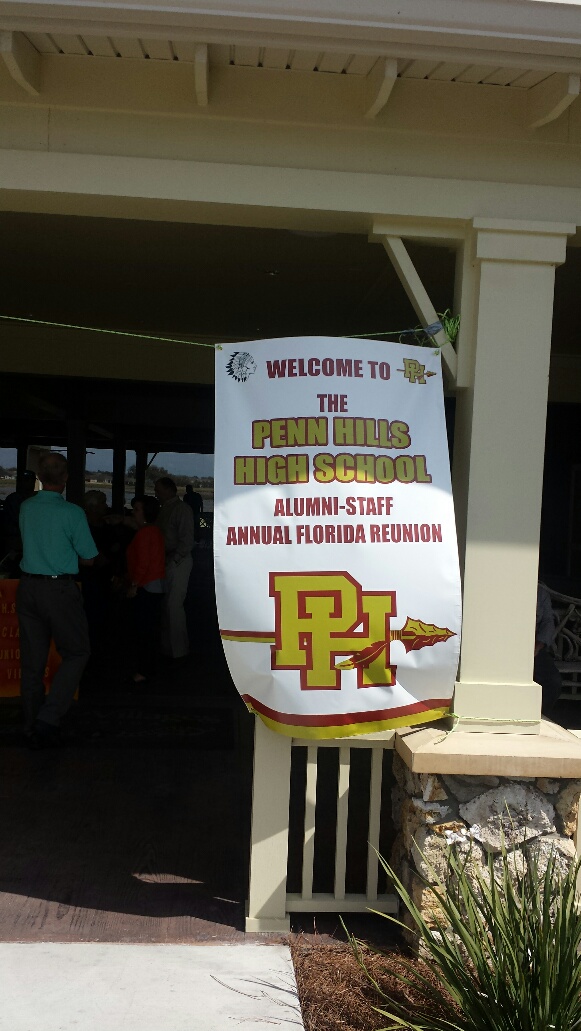 WELCOME TO
PH
THE
PENN HILLS
HIGH SCHOOL
ALUMNI-STAFF
ANNUAL FLORIDA REUNION
PH